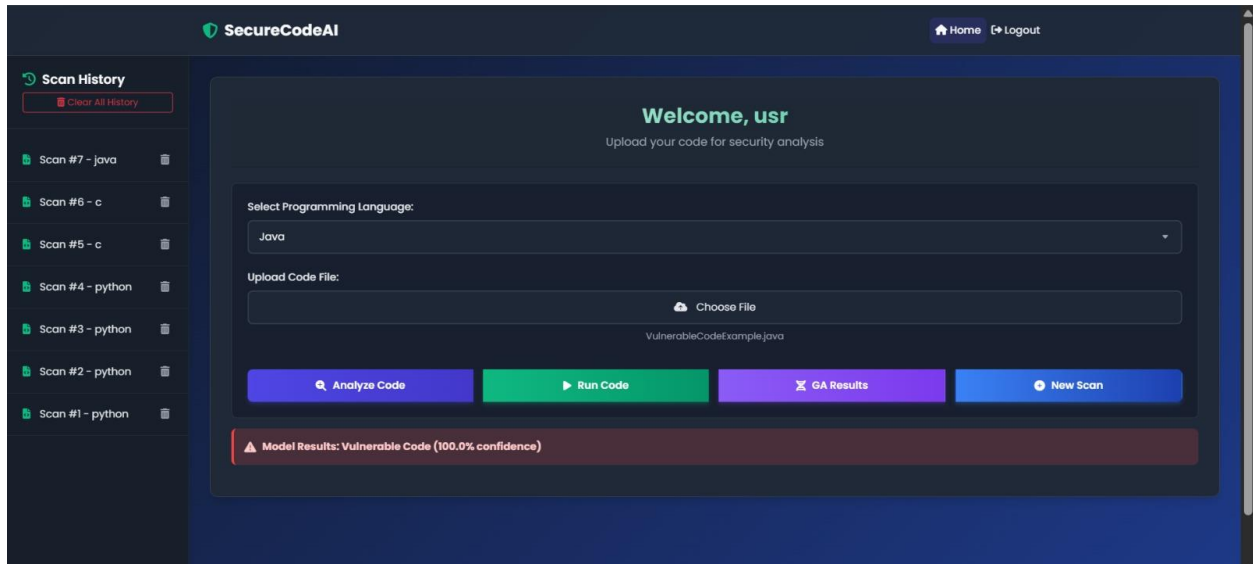 SecureCodeAI
Home Logout
Scan History
Clear All History
Scan #7 - java
Scan #6 - c
Scan #5 - c
Scan #4 - python
Scan #3 - python
Scan #2 - python
Scan #1 - python
Welcome, usr
Upload your code for security analysis
Select Programming Language:
Java
Upload Code File:
Choose File
VulnerableCodeExample.java
Analyze Code Run Code GA Results New Scan
Model Results: Vulnerable Code (100.0% confidence)